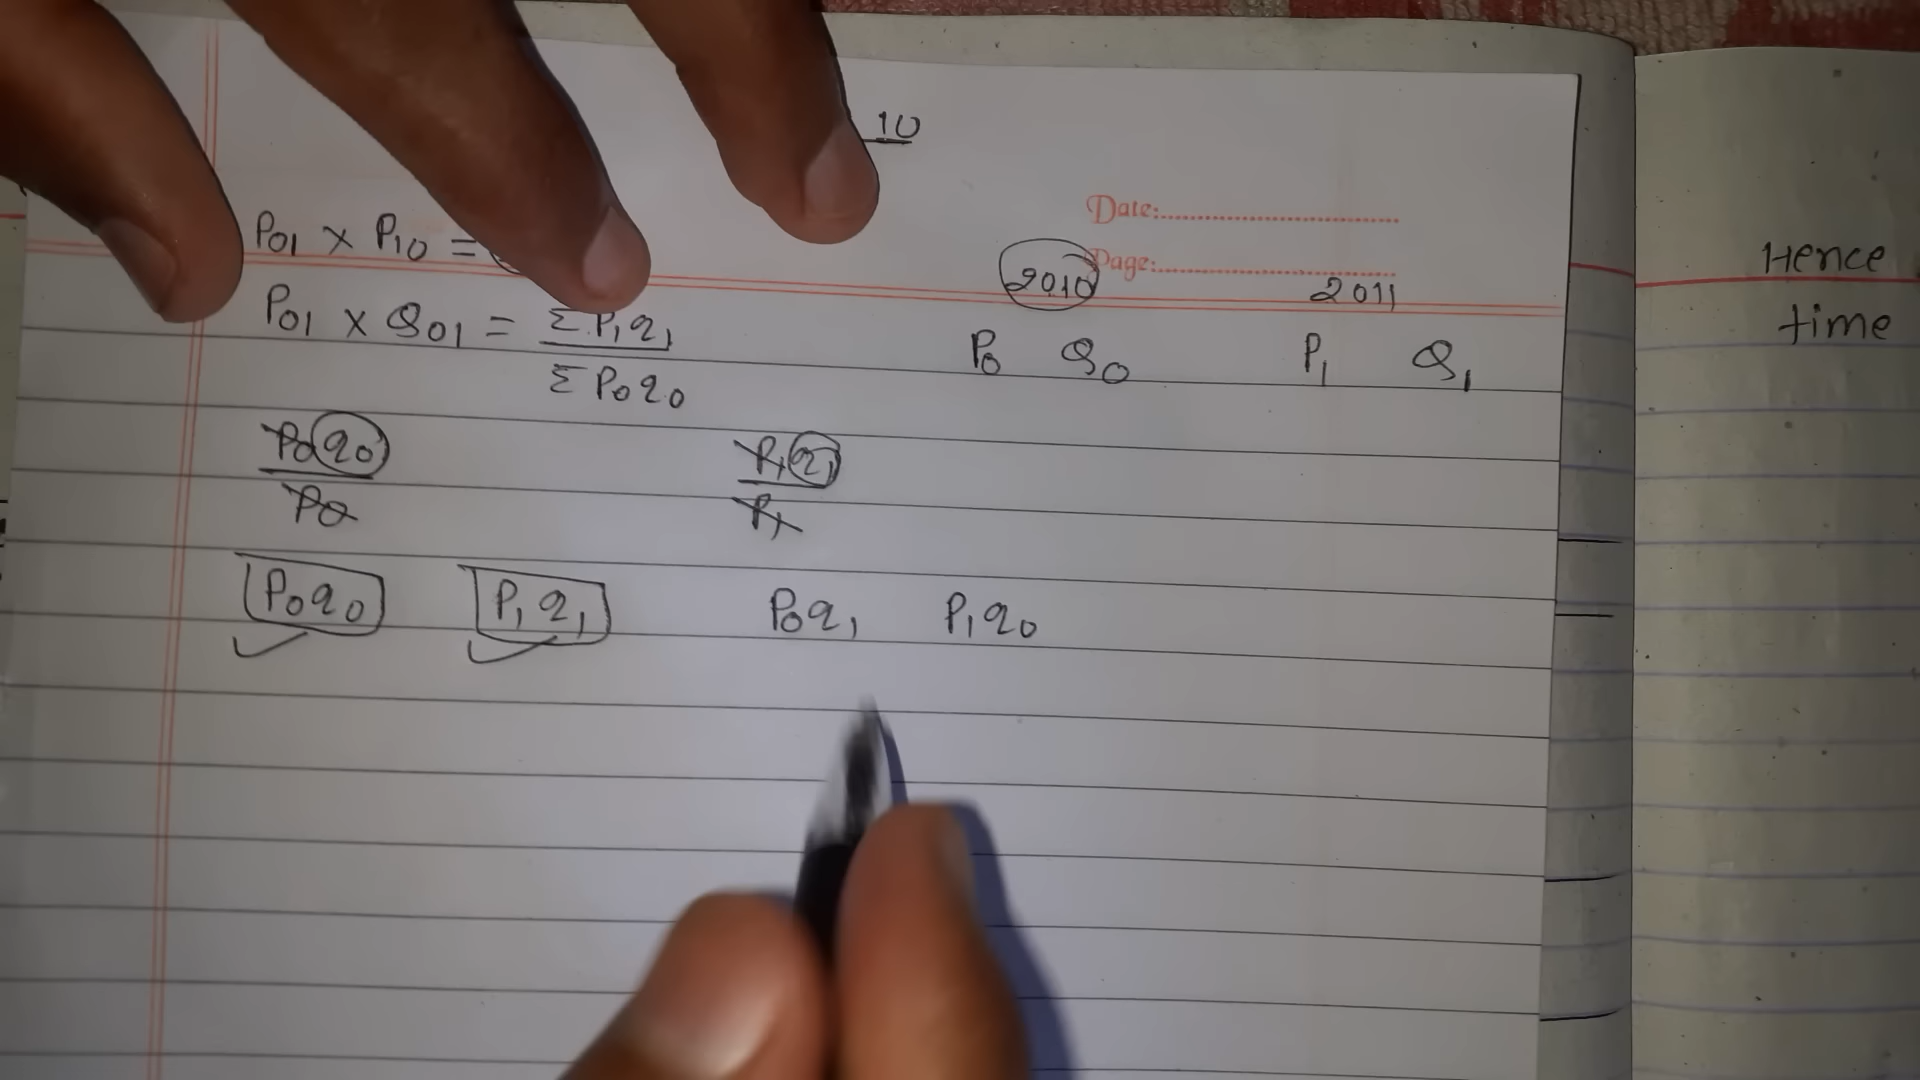 10
Date:
P01 × P10 =
Page:
2010 2011
P01 × Q01 = ΣP1q1 / ΣP0q0
P0 Q0 P1 Q1
P0q0 / P0 P1q1 / P1
P0q0 P1q1 P0q1 P1q0
Hence
time